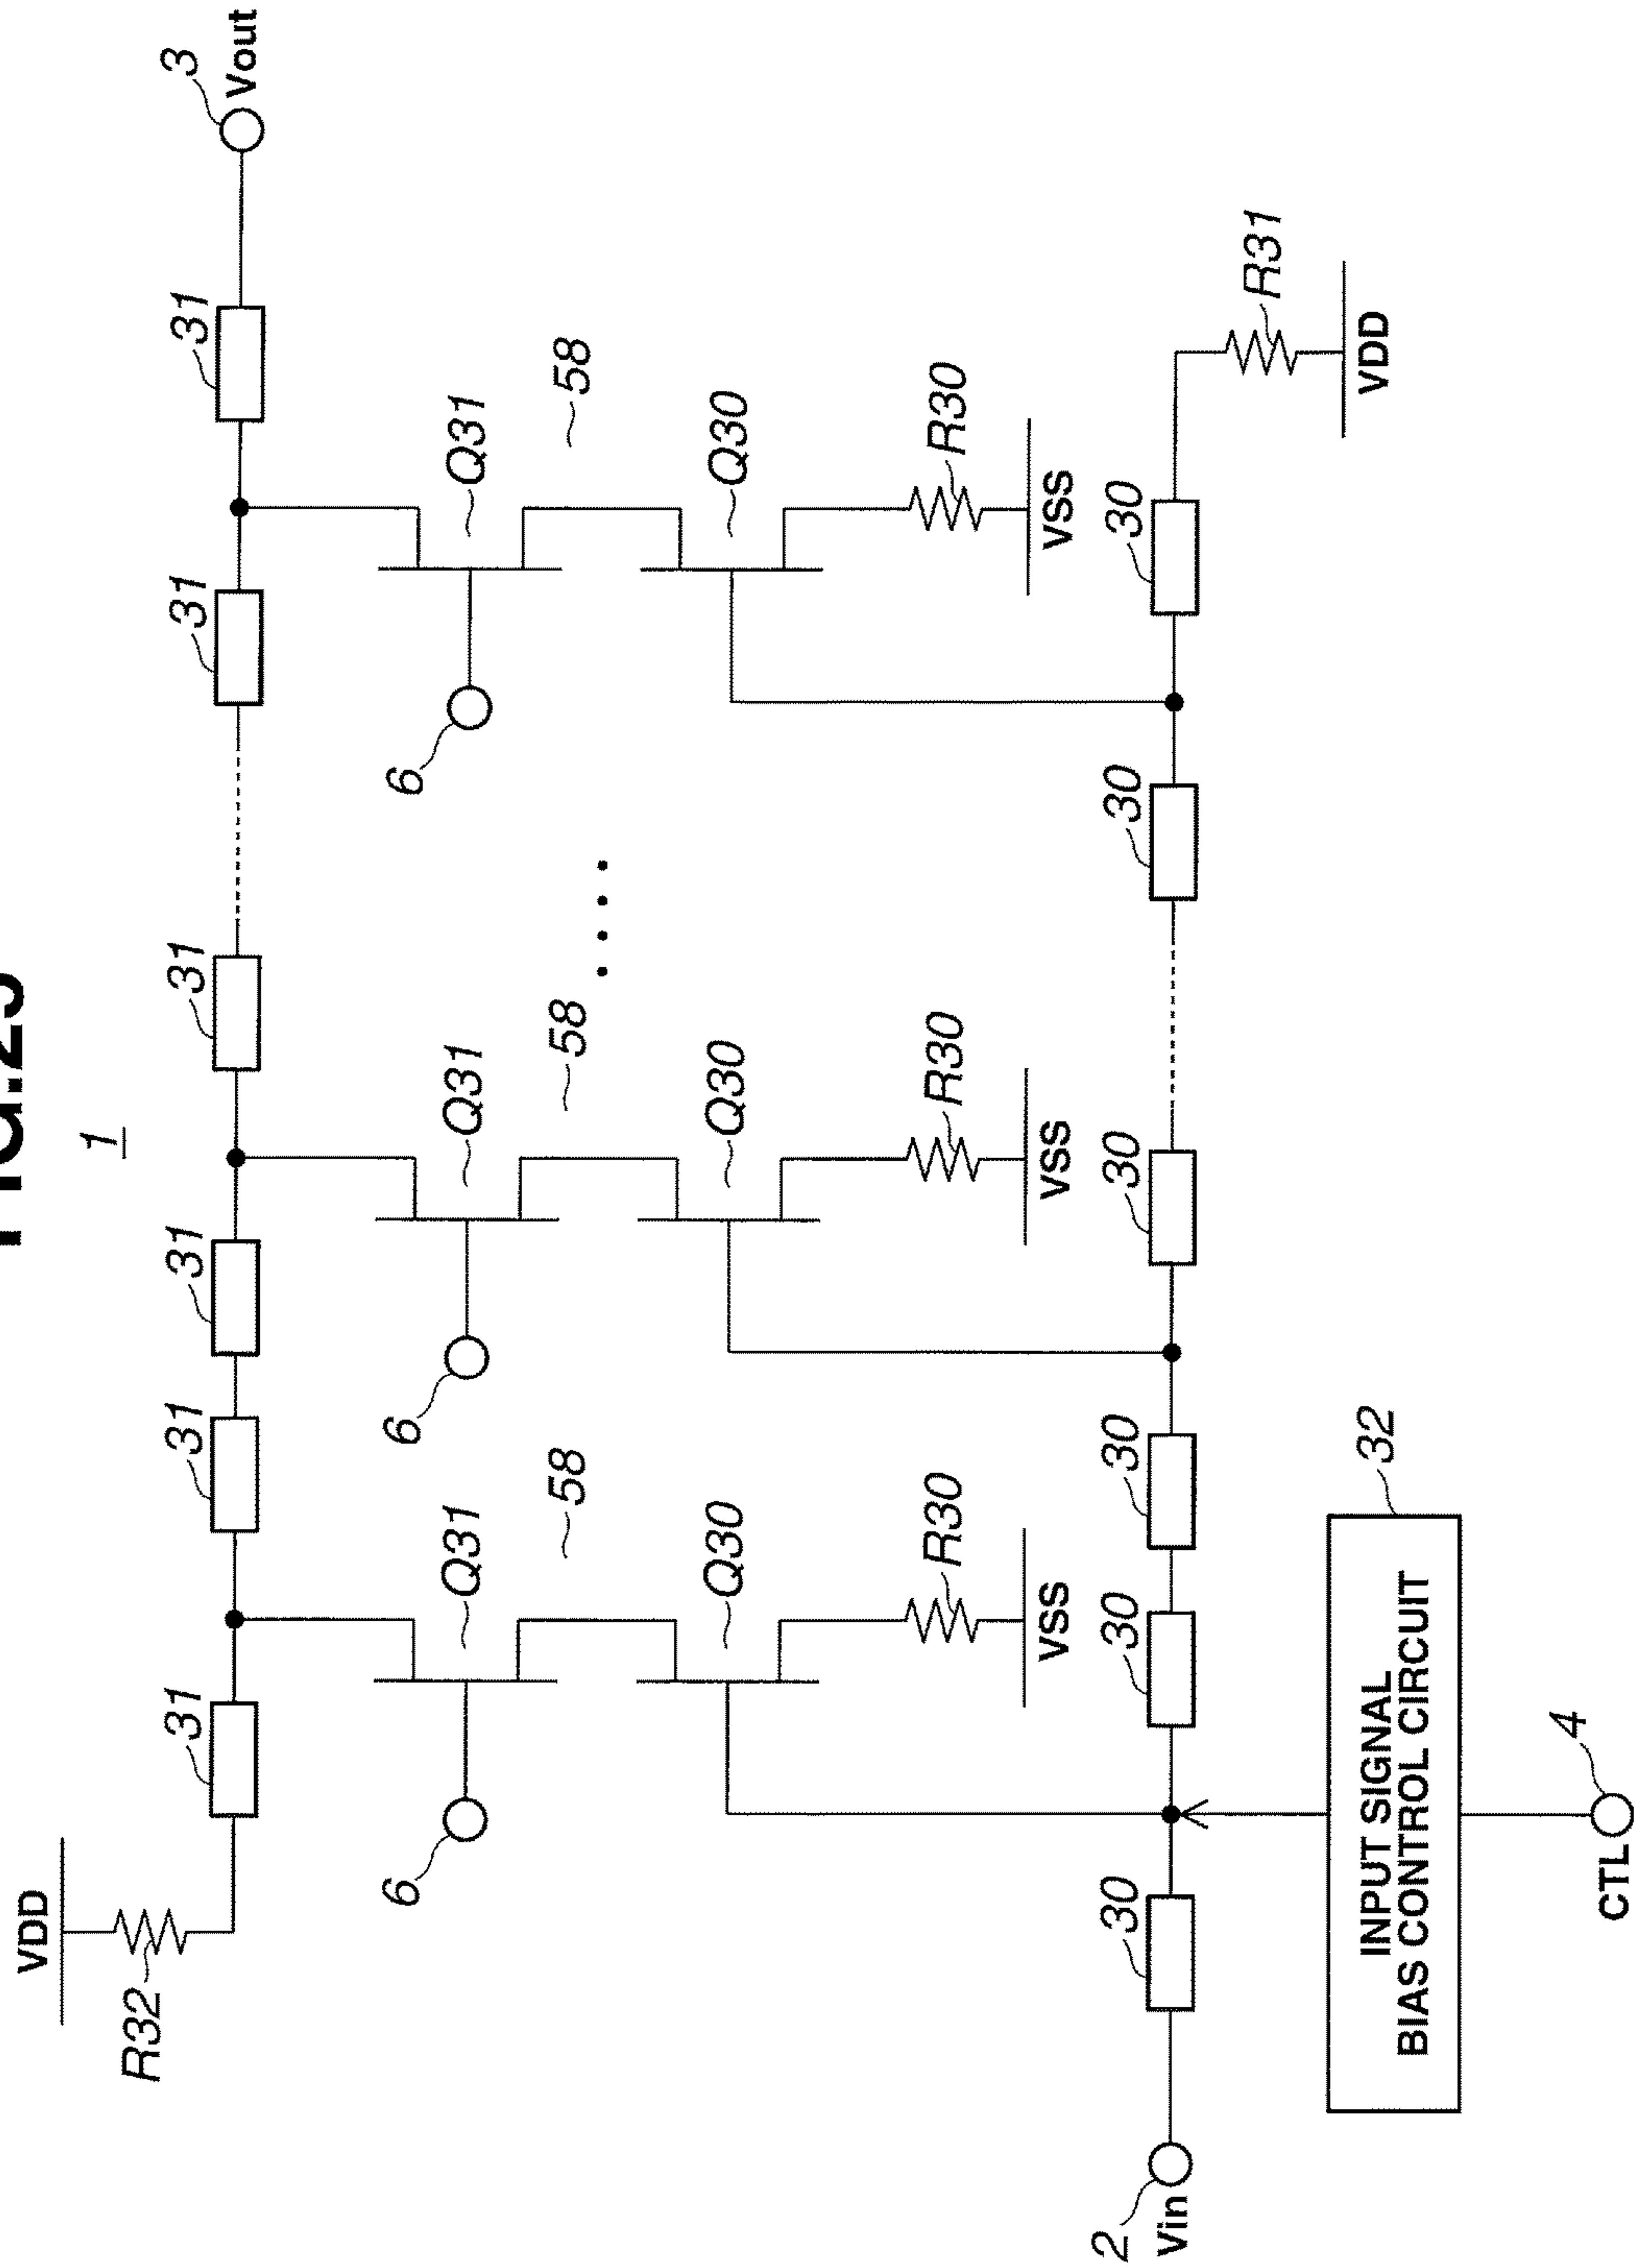 1
VDD
R32
31
31
31
31
31
31
3
Vout
6
Q31
6
Q31
6
Q31
58
58
58
Q30
Q30
Q30
R30
R30
R30
VSS
VSS
VSS
2
Vin
30
30
30
30
30
30
R31
VDD
32
INPUT SIGNAL
BIAS CONTROL CIRCUIT
4
CTL